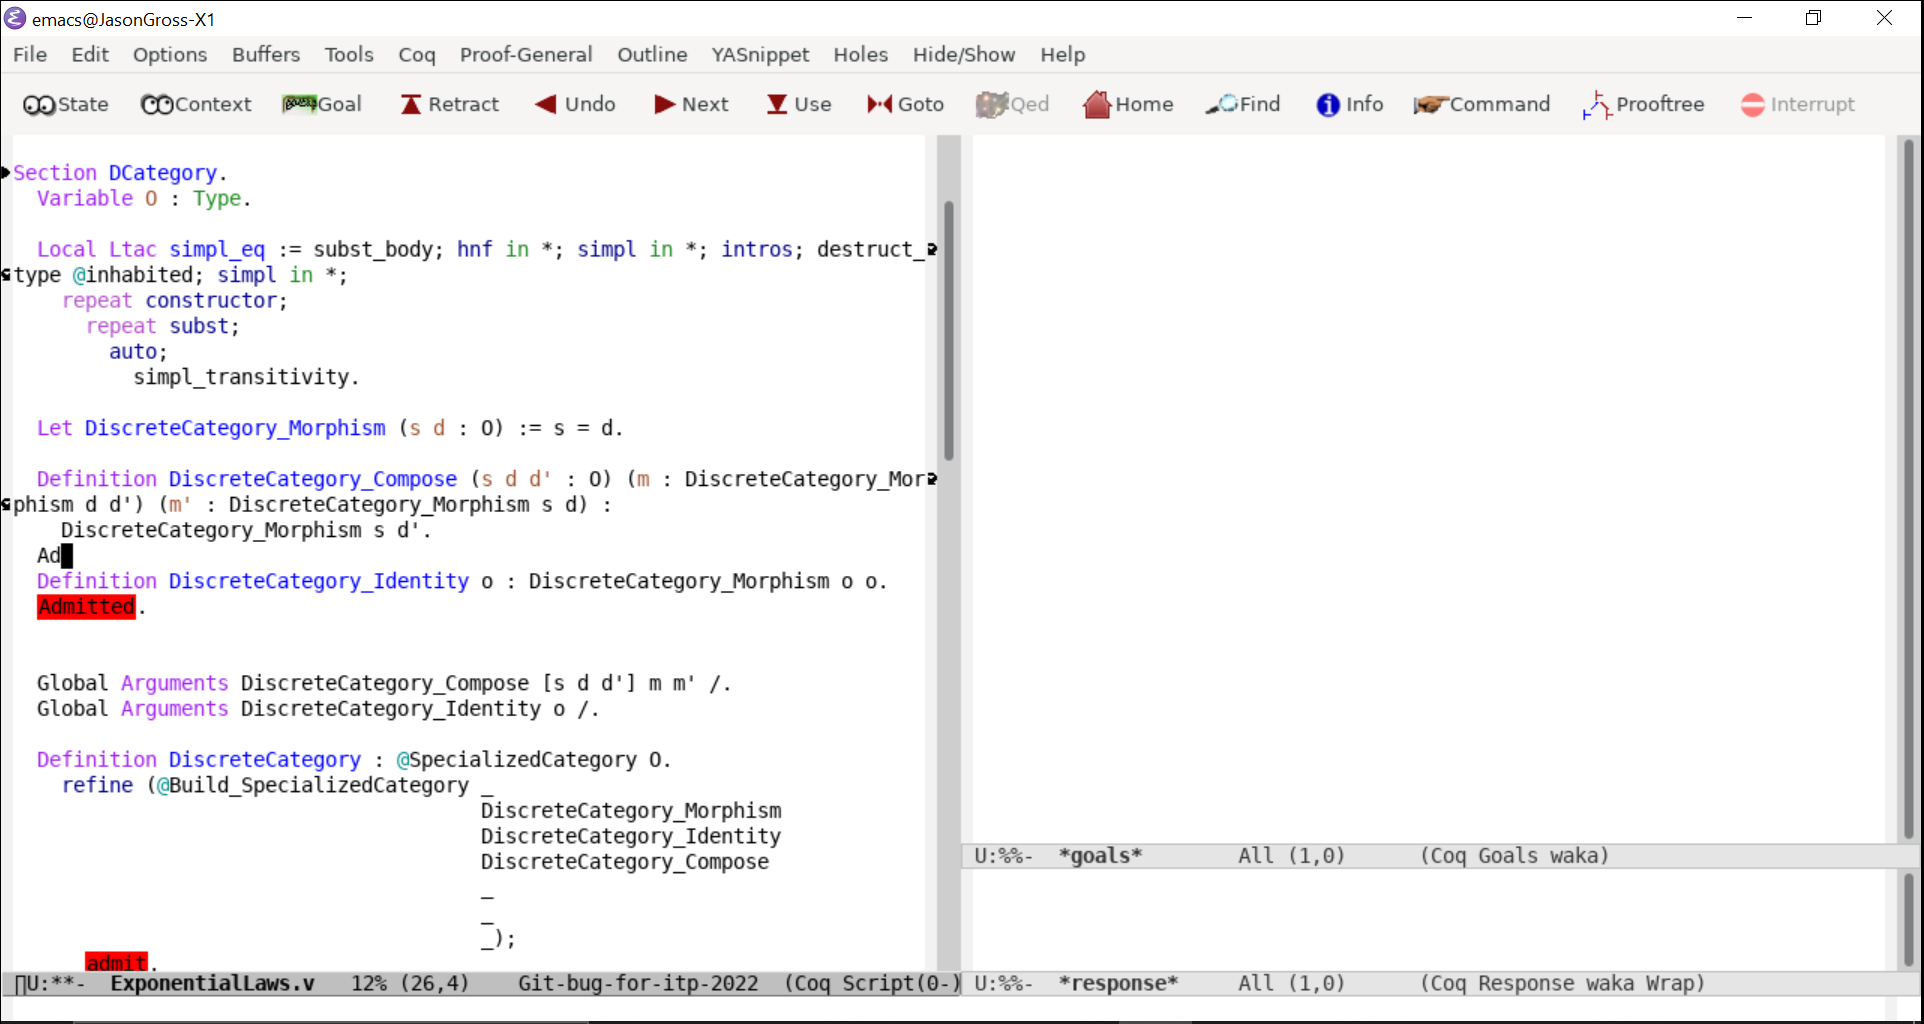 emacs@JasonGross-X1
File Edit Options Buffers Tools Coq Proof-General Outline YASnippet Holes Hide/Show Help
State Context Goal Retract Undo Next Use Goto Qed Home Find Info Command Prooftree Interrupt
Section DCategory.
Variable O : Type.
Local Ltac simpl_eq := subst_body; hnf in *; simpl in *; intros; destruct_
type @inhabited; simpl in *;
repeat constructor;
repeat subst;
auto;
simpl_transitivity.
Let DiscreteCategory_Morphism (s d : O) := s = d.
Definition DiscreteCategory_Compose (s d d' : O) (m : DiscreteCategory_Mor
phism d d') (m' : DiscreteCategory_Morphism s d) :
DiscreteCategory_Morphism s d'.
Ad
Definition DiscreteCategory_Identity o : DiscreteCategory_Morphism o o.
Admitted.
Global Arguments DiscreteCategory_Compose [s d d'] m m' /.
Global Arguments DiscreteCategory_Identity o /.
Definition DiscreteCategory : @SpecializedCategory O.
refine (@Build_SpecializedCategory _
DiscreteCategory_Morphism
DiscreteCategory_Identity
DiscreteCategory_Compose
_
_
_);
admit.
U:**- ExponentialLaws.v 12% (26,4) Git-bug-for-itp-2022 (Coq Script(0-)
U:%%- *goals* All (1,0) (Coq Goals waka)
U:%%- *response* All (1,0) (Coq Response waka Wrap)